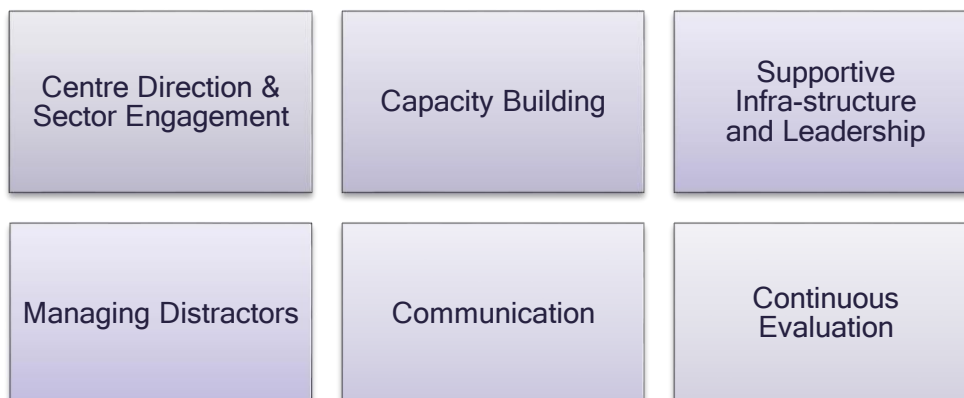 Centre Direction &
Sector Engagement
Capacity Building
Supportive
Infra-structure
and Leadership
Managing Distractors
Communication
Continuous
Evaluation